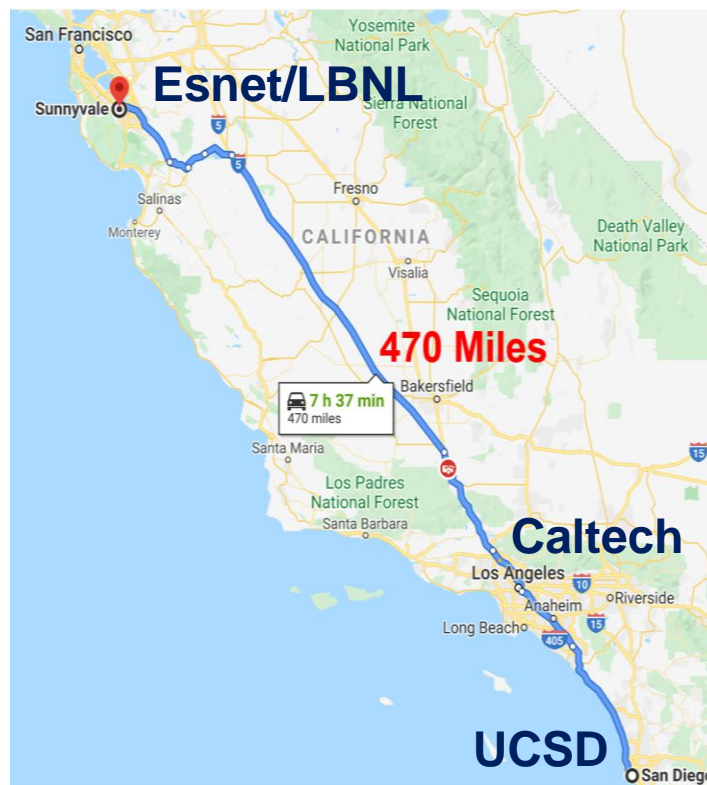 Yosemite
National Park
San Francisco
Esnet/LBNL
Sunnyvale
Sierra National
Forest
5
5
Fresno
Salinas
Monterey
CALIFORNIA
Death Valley
National Park
Visalia
Sequoia
National Forest
470 Miles
7 h 37 min
470 miles
Bakersfield
15
Santa Maria
Los Padres
National Forest
Santa Barbara
Caltech
Los Angeles
10
Riverside
Anaheim
Long Beach
15
405
UCSD
San Diego